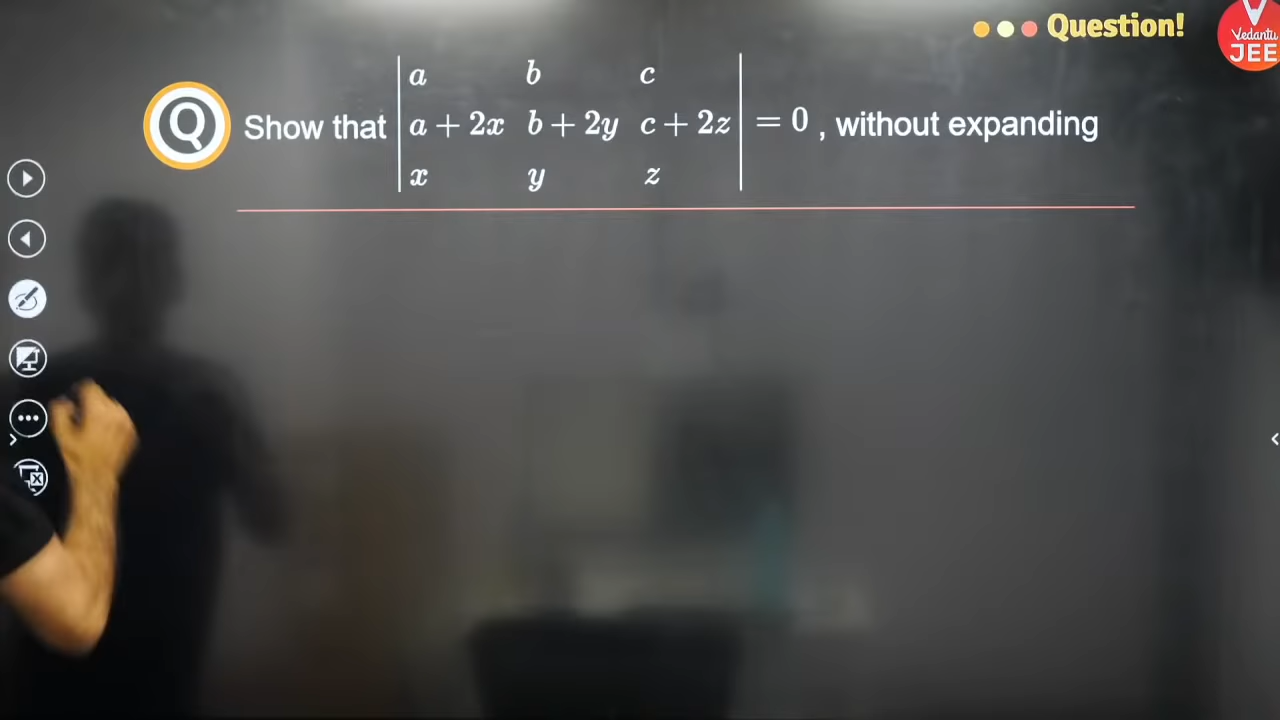 Question!
Vedantu
JEE
Q Show that | a b c |
| a + 2x b + 2y c + 2z | = 0 , without expanding
| x y z |